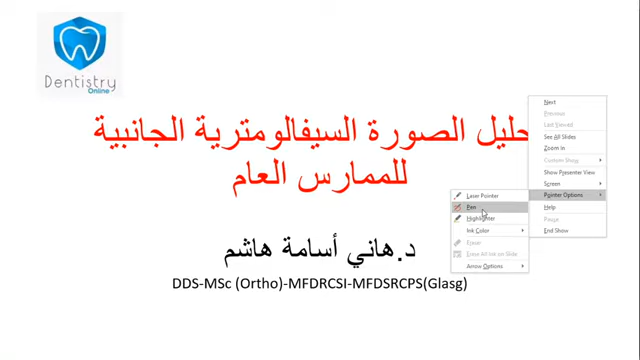 Dentistry
Online
حليل الصورة السيفالومترية الجانبية
للممارس العام
د.هاني أسامة هاشم
DDS-MSc (Ortho)-MFDRCSI-MFDSRCPS(Glasg)
Next
Previous
Last Viewed
See All Slides
Zoom in
Custom Show
Show Presenter View
Screen
Pointer Options
Help
Pause
End Show
Laser Pointer
Pen
Highlighter
Ink Color
Eraser
Erase All Ink on Slide
Arrow Options